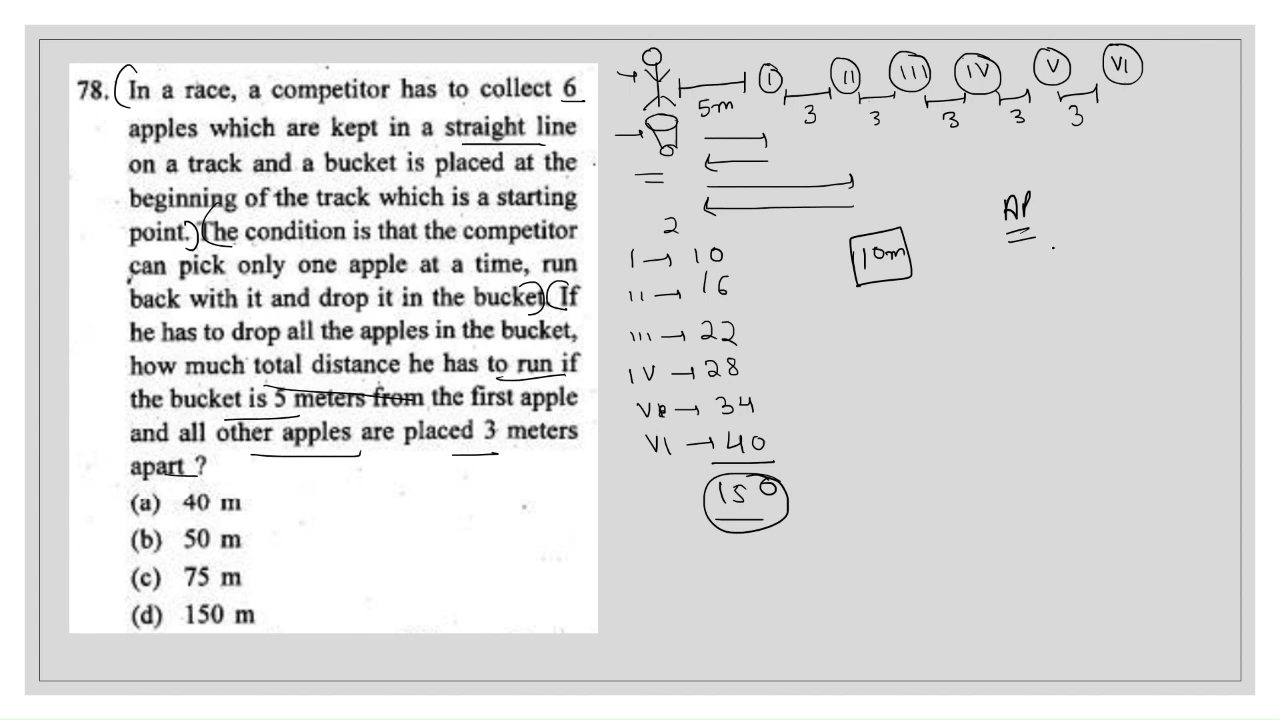 78. In a race, a competitor has to collect 6
apples which are kept in a straight line
on a track and a bucket is placed at the
beginning of the track which is a starting
point. The condition is that the competitor
can pick only one apple at a time, run
back with it and drop it in the bucket. If
he has to drop all the apples in the bucket,
how much total distance he has to run if
the bucket is 5 meters from the first apple
and all other apples are placed 3 meters
apart ?
(a) 40 m
(b) 50 m
(c) 75 m
(d) 150 m
I II III IV V VI
5m 3 3 3 3 3
2
I → 10
II → 16
III → 22
IV → 28
V → 34
VI → 40
150
10m
AP